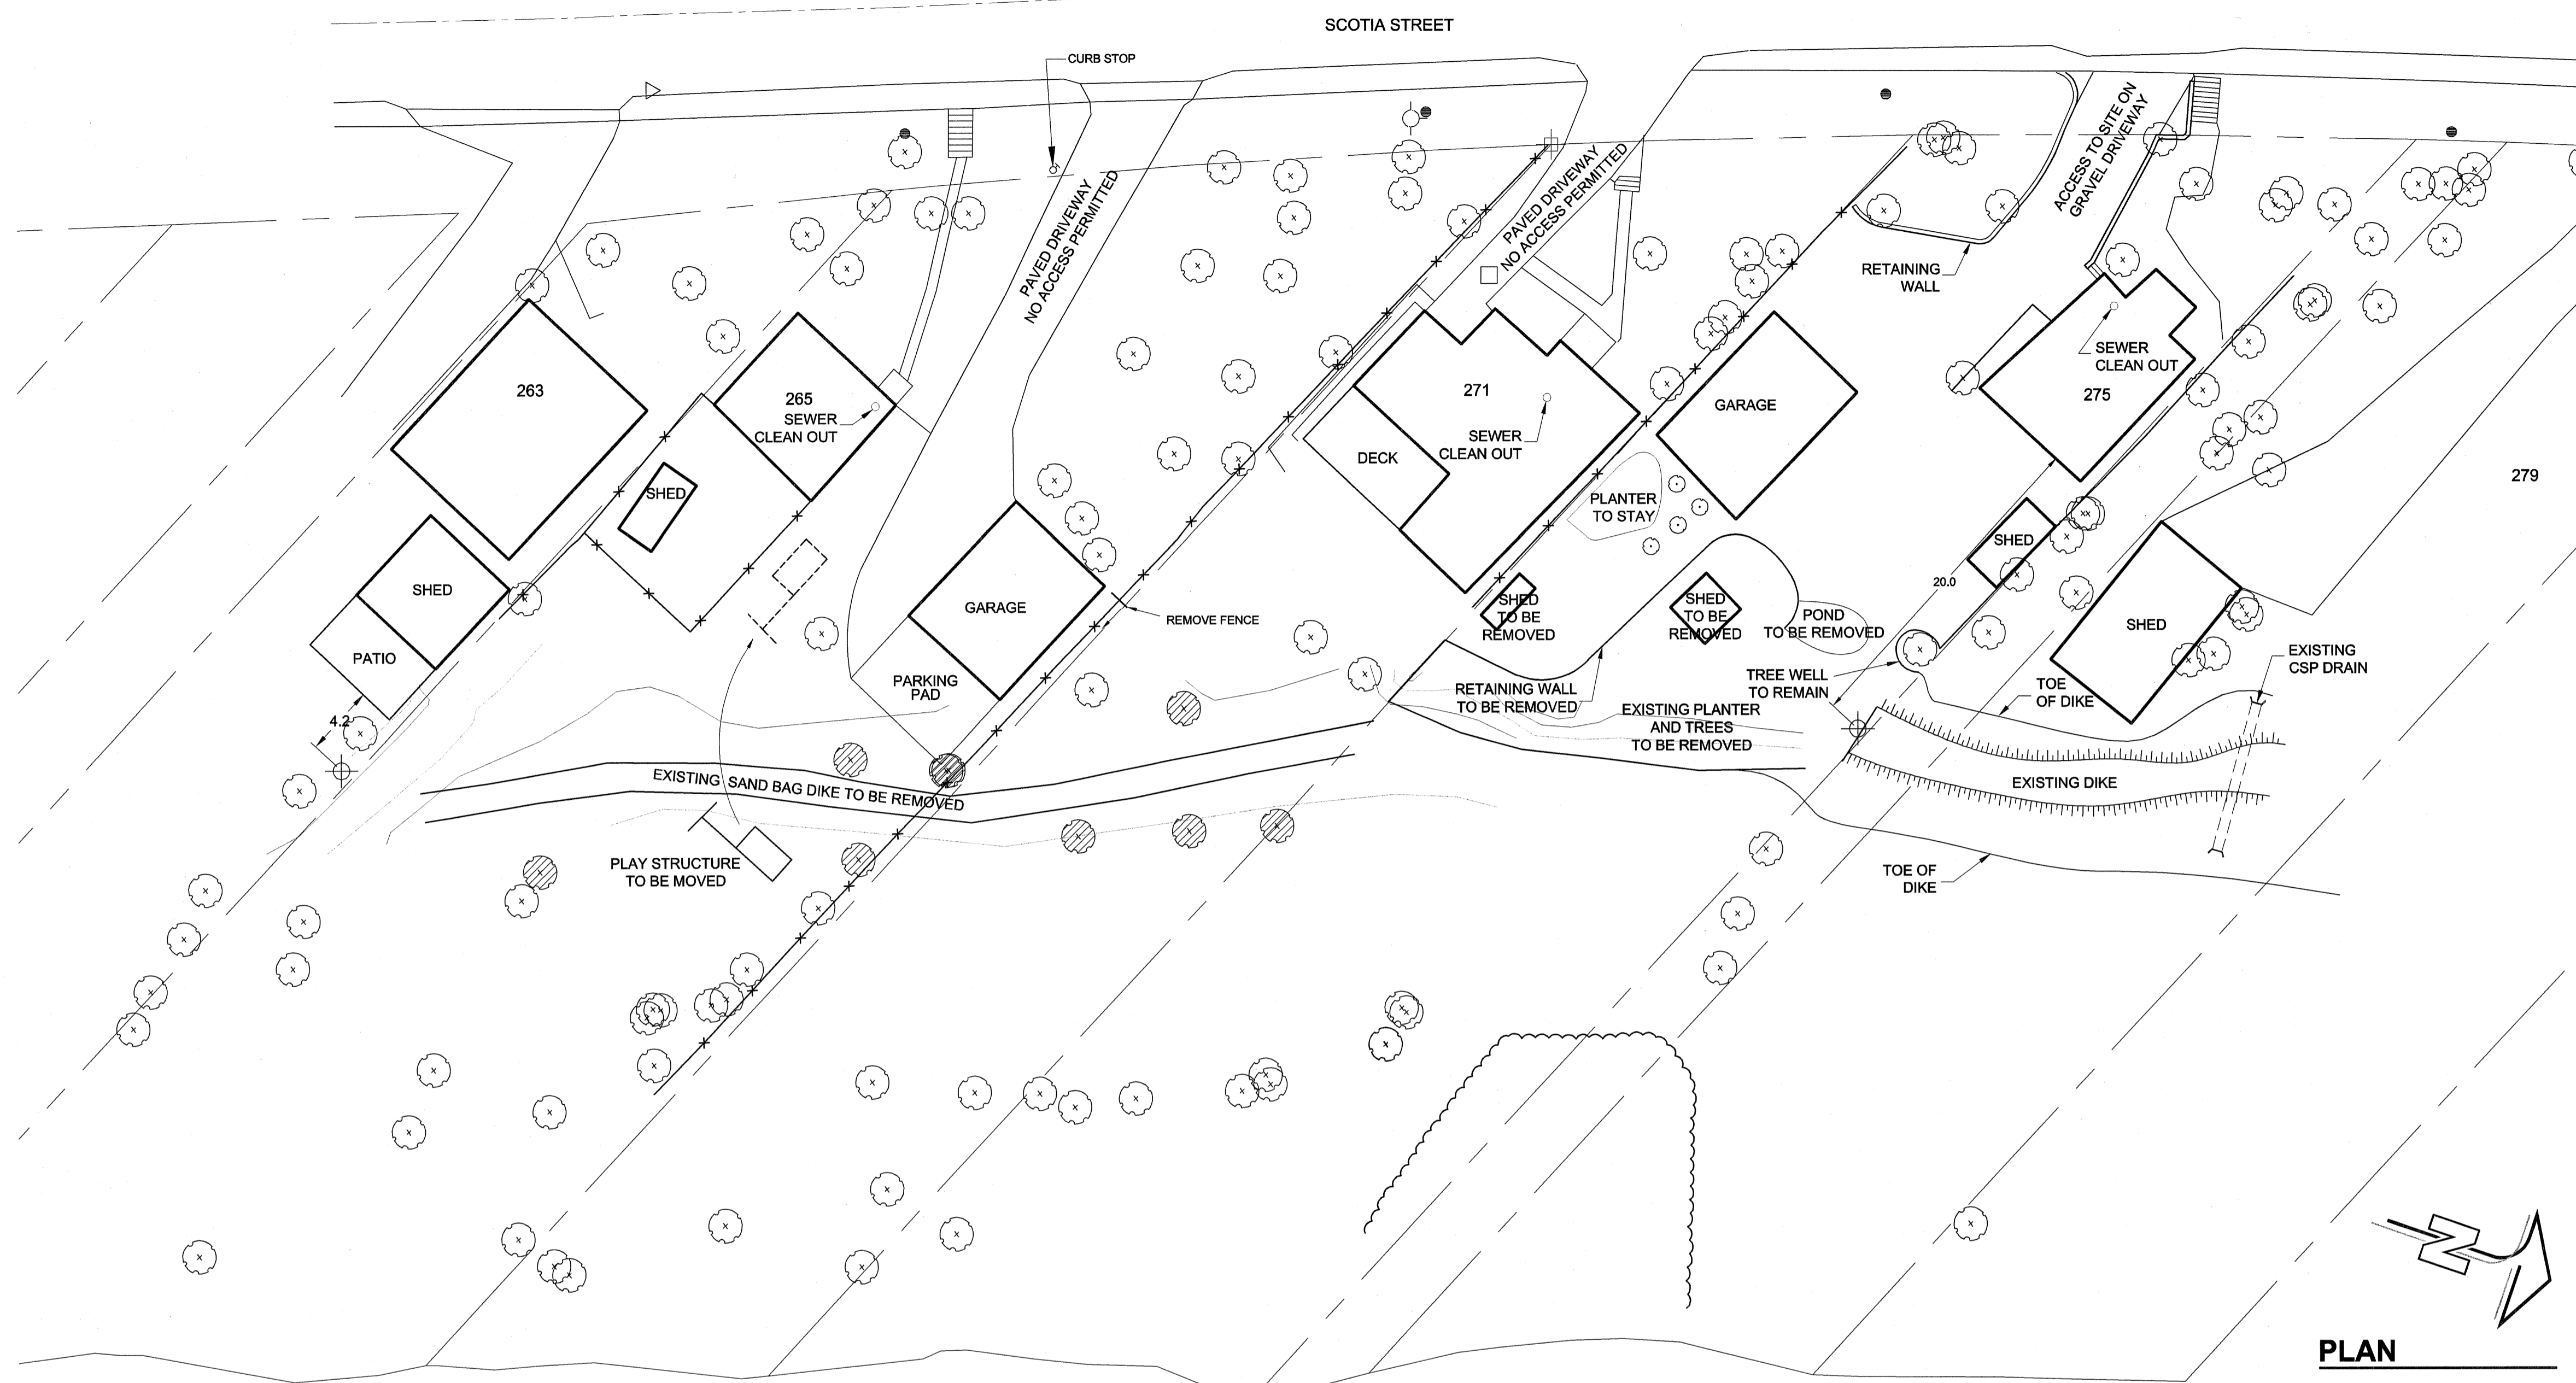 SCOTIA STREET
CURB STOP
PAVED DRIVEWAY
NO ACCESS PERMITTED
PAVED DRIVEWAY
NO ACCESS PERMITTED
ACCESS TO SITE ON
GRAVEL DRIVEWAY
RETAINING
WALL
263
265
SEWER
CLEAN OUT
271
SEWER
CLEAN OUT
DECK
GARAGE
SEWER
CLEAN OUT
275
279
SHED
PLANTER
TO STAY
SHED
SHED
PATIO
4.2
GARAGE
PARKING
PAD
REMOVE FENCE
SHED
TO BE
REMOVED
SHED
TO BE
REMOVED
POND
TO BE REMOVED
20.0
SHED
EXISTING
CSP DRAIN
TREE WELL
TO REMAIN
TOE
OF DIKE
RETAINING WALL
TO BE REMOVED
EXISTING PLANTER
AND TREES
TO BE REMOVED
EXISTING SAND BAG DIKE TO BE REMOVED
EXISTING DIKE
PLAY STRUCTURE
TO BE MOVED
TOE OF
DIKE
N
PLAN